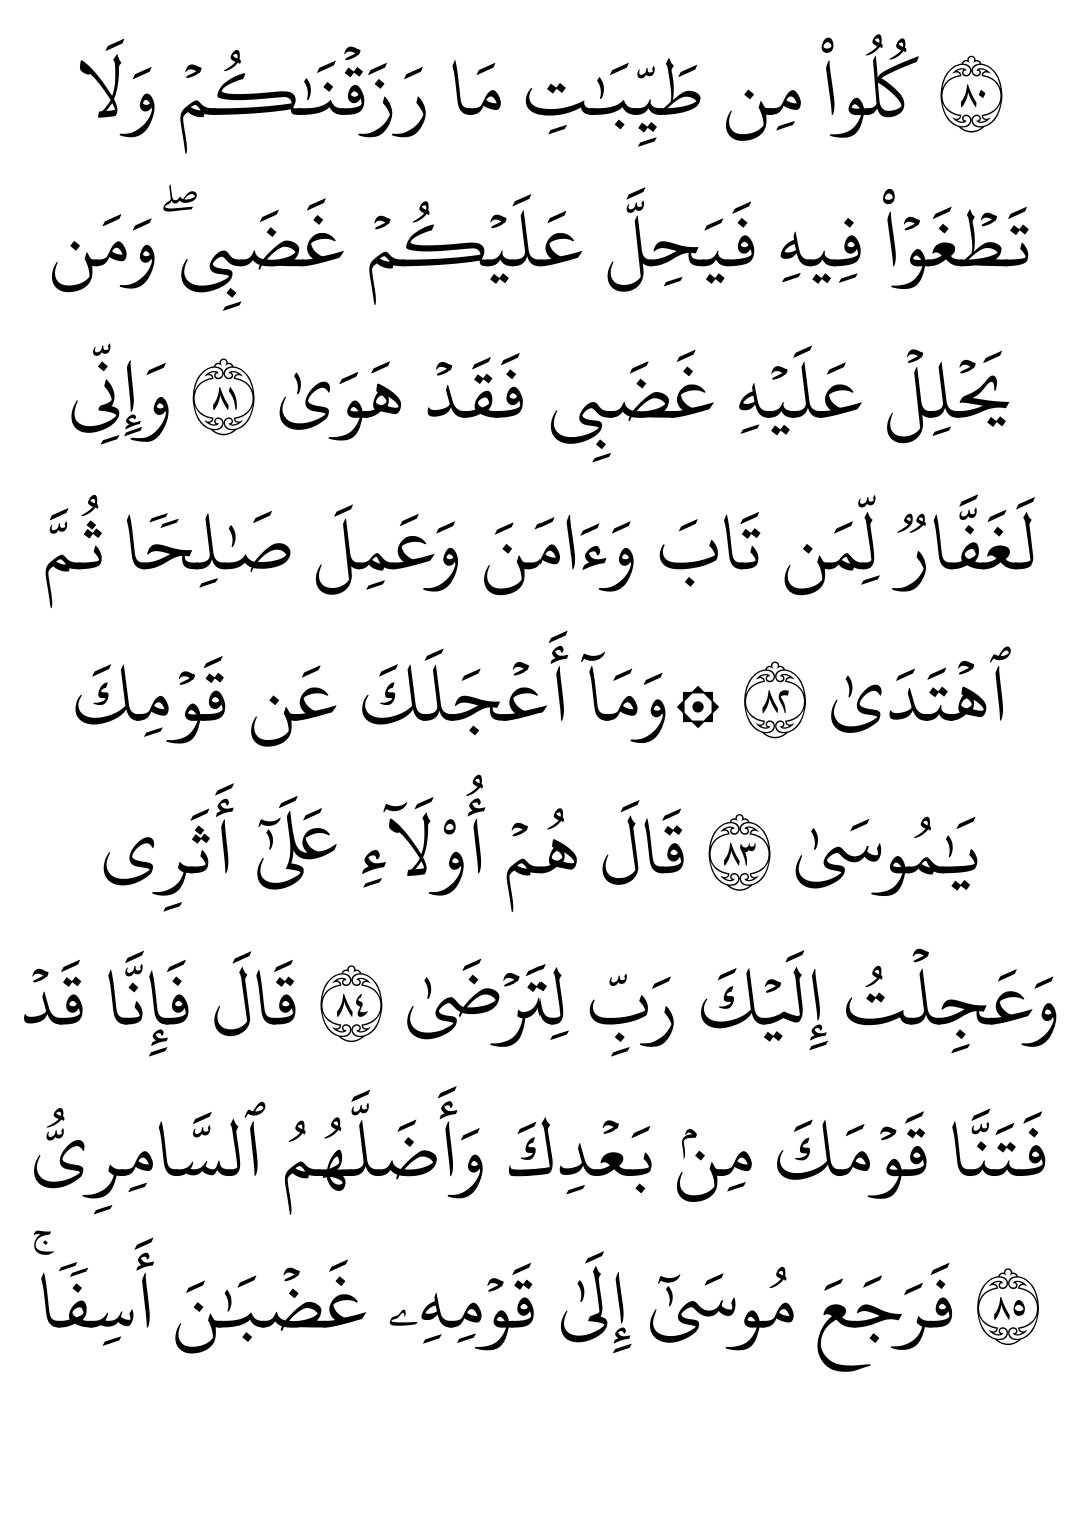 ٨٠ كُلُوا۟ مِن طَيِّبَـٰتِ مَا رَزَقْنَـٰكُمْ وَلَا
تَطْغَوْا۟ فِيهِ فَيَحِلَّ عَلَيْكُمْ غَضَبِى ۖ وَمَن
يَحْلِلْ عَلَيْهِ غَضَبِى فَقَدْ هَوَىٰ ٨١ وَإِنِّى
لَغَفَّارٌ لِّمَن تَابَ وَءَامَنَ وَعَمِلَ صَـٰلِحًا ثُمَّ
ٱهْتَدَىٰ ٨٢ ۞ وَمَآ أَعْجَلَكَ عَن قَوْمِكَ
يَـٰمُوسَىٰ ٨٣ قَالَ هُمْ أُو۟لَآءِ عَلَىٰٓ أَثَرِى
وَعَجِلْتُ إِلَيْكَ رَبِّ لِتَرْضَىٰ ٨٤ قَالَ فَإِنَّا قَدْ
فَتَنَّا قَوْمَكَ مِنۢ بَعْدِكَ وَأَضَلَّهُمُ ٱلسَّامِرِىُّ
٨٥ فَرَجَعَ مُوسَىٰٓ إِلَىٰ قَوْمِهِۦ غَضْبَـٰنَ أَسِفًا ۚ